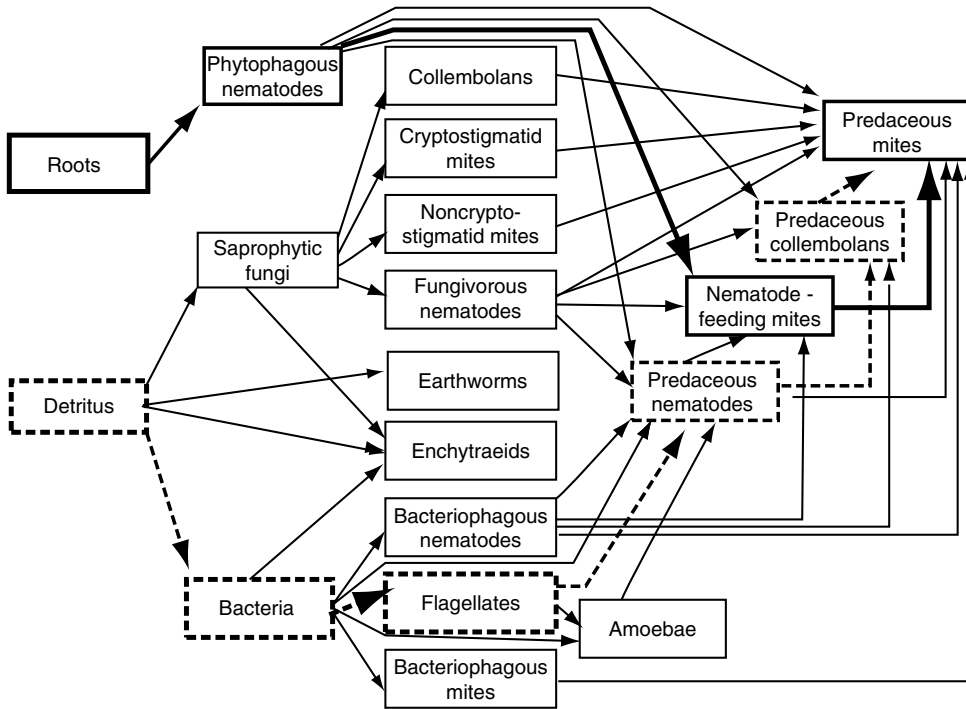 Phytophagous
nematodes
Collembolans
Predaceous
mites
Roots
Cryptostigmatid
mites
Noncrypto-
stigmatid mites
Predaceous
collembolans
Saprophytic
fungi
Fungivorous
nematodes
Nematode -
feeding mites
Earthworms
Predaceous
nematodes
Detritus
Enchytraeids
Bacteriophagous
nematodes
Bacteria
Flagellates
Amoebae
Bacteriophagous
mites